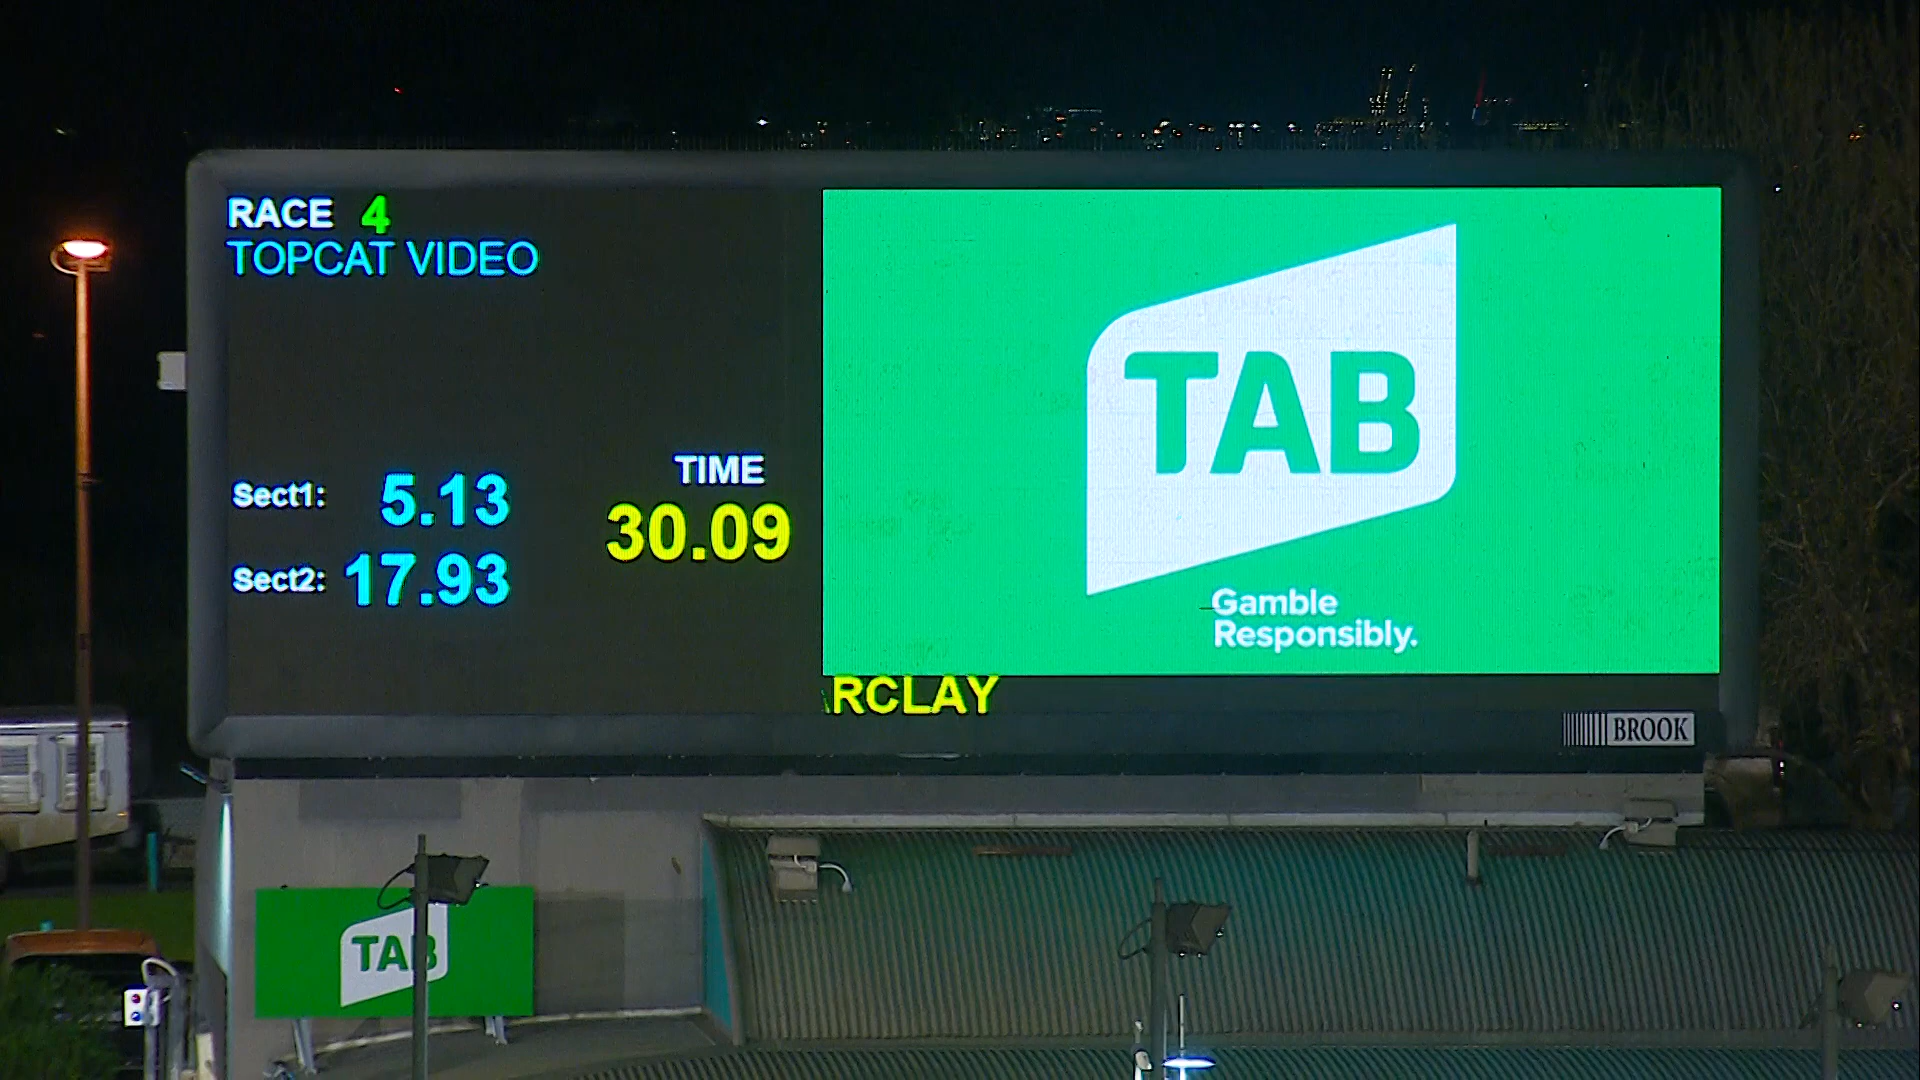 RACE 4
TOPCAT VIDEO
Sect1: 5.13
Sect2: 17.93
TIME
30.09
TAB
Gamble
Responsibly.
RCLAY
BROOK
TAB